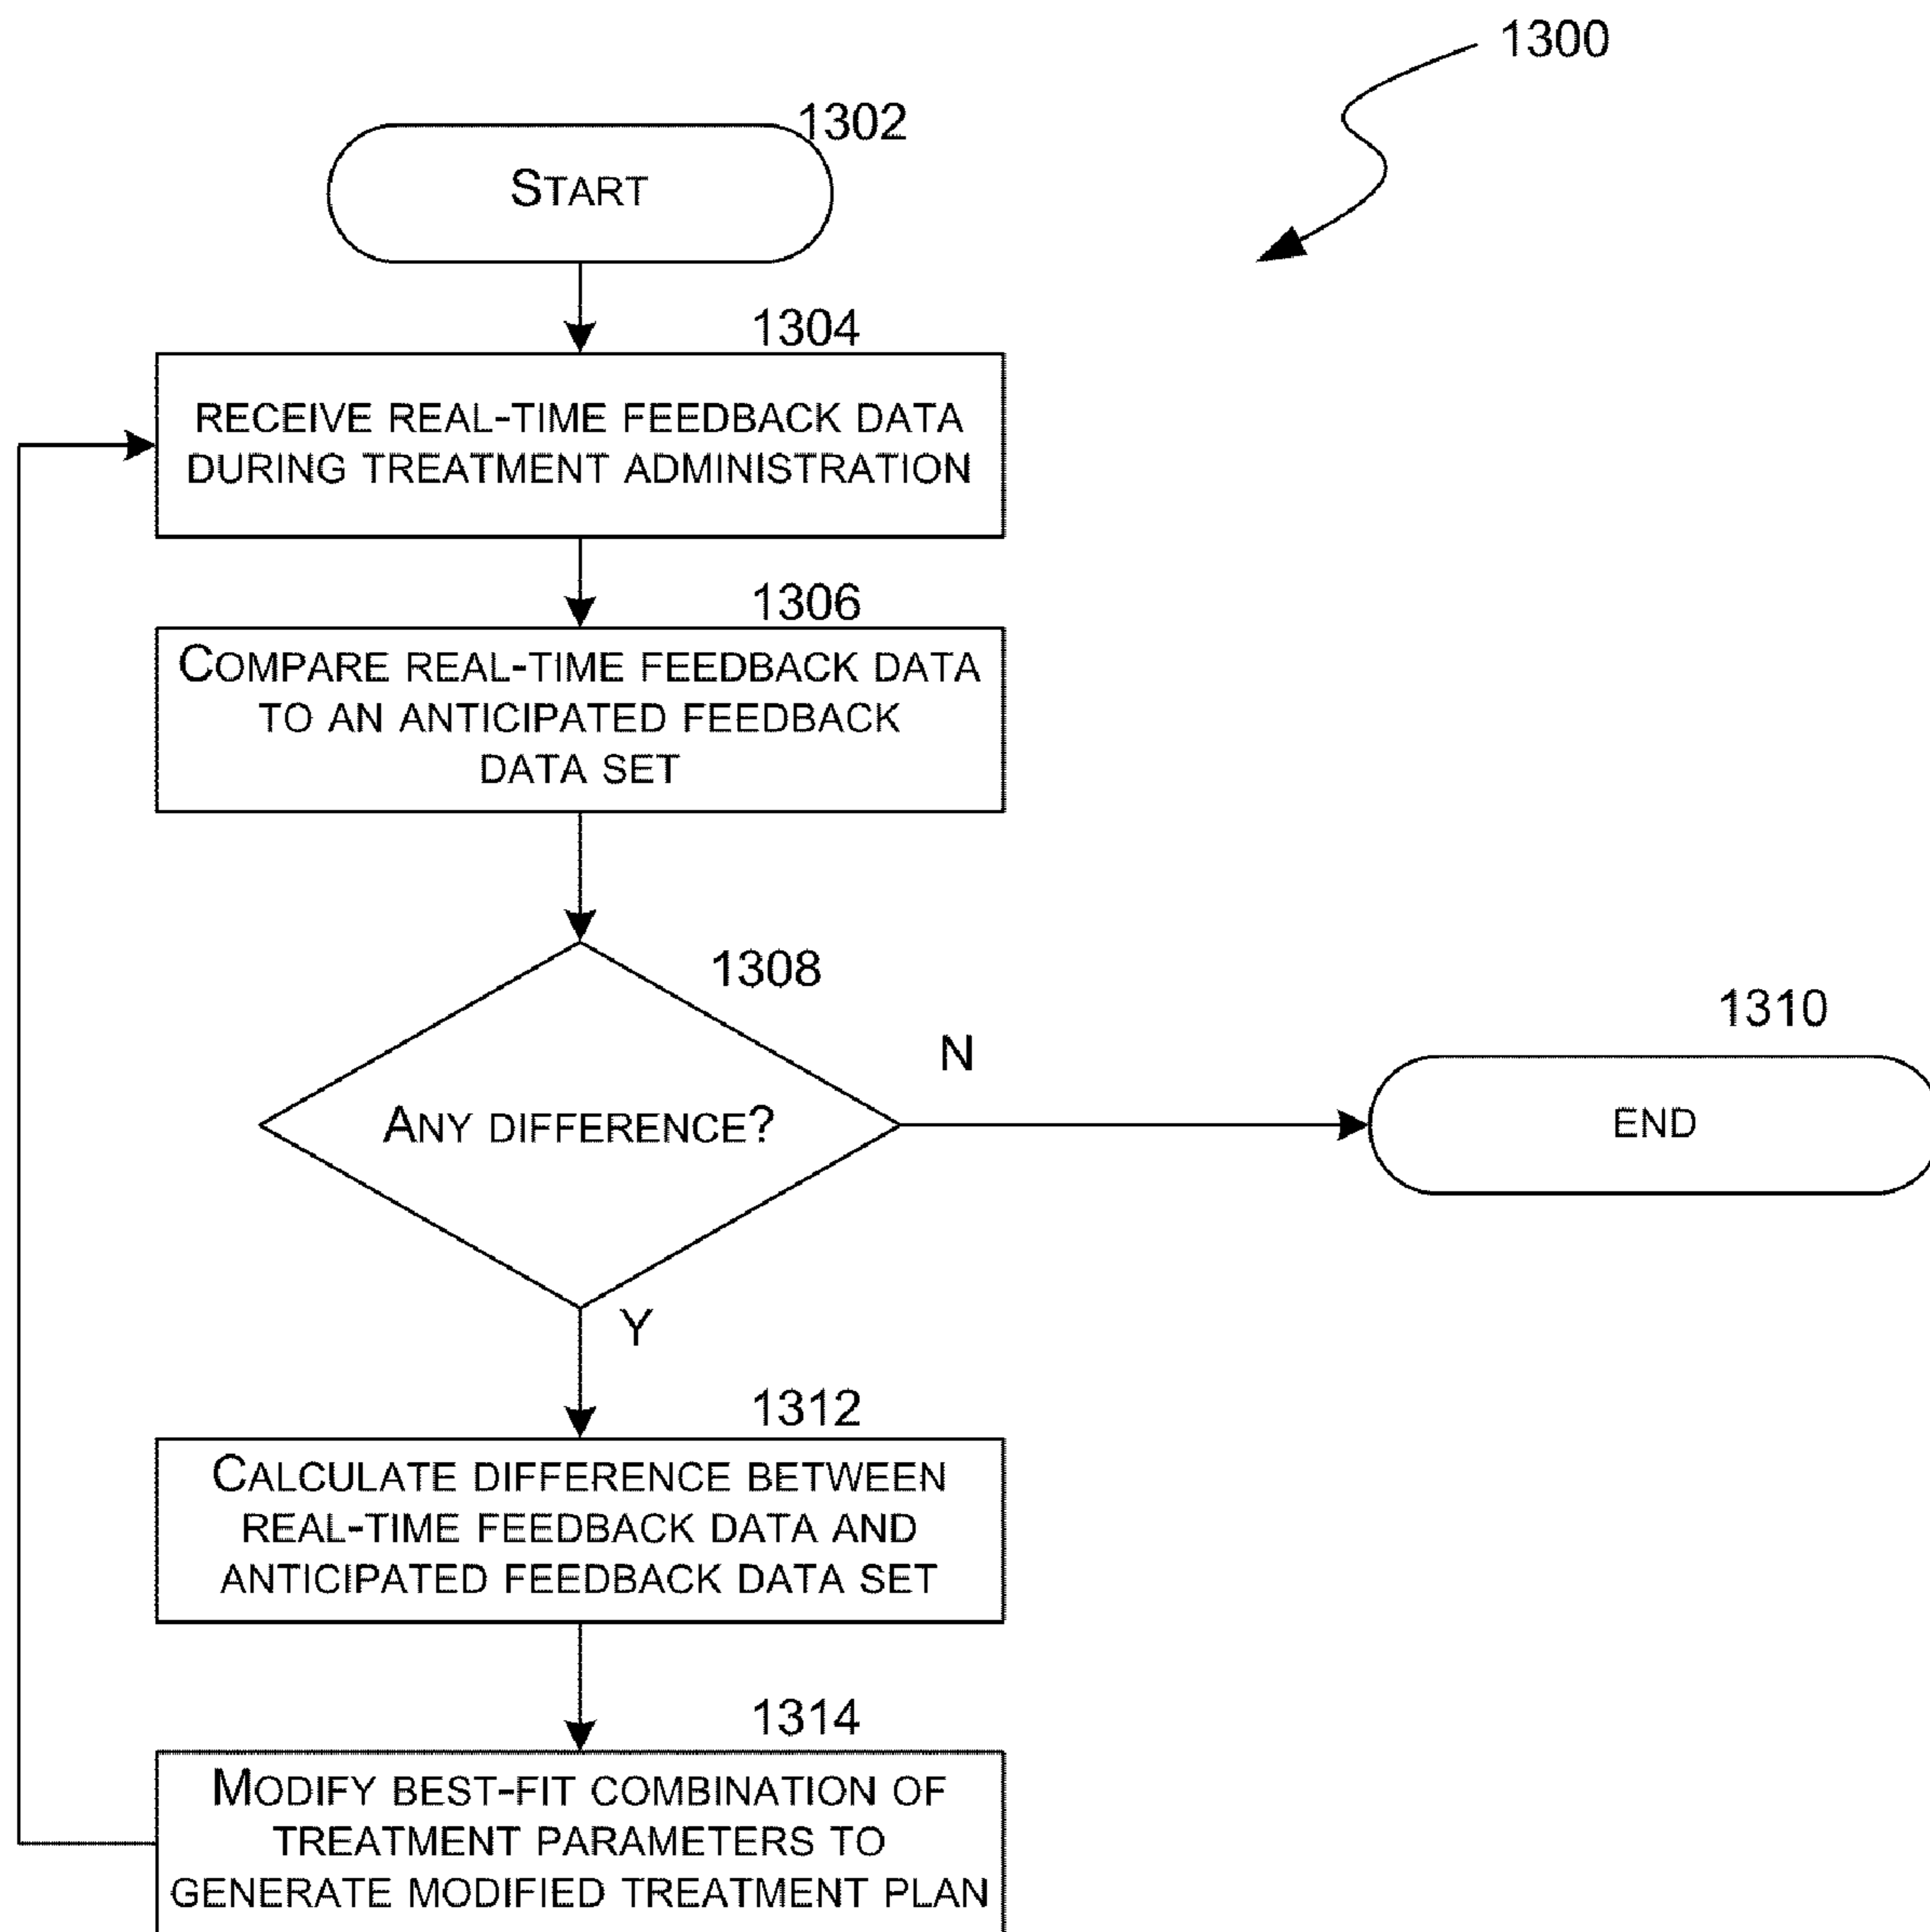 1300
1302
START
1304
RECEIVE REAL-TIME FEEDBACK DATA
DURING TREATMENT ADMINISTRATION
1306
COMPARE REAL-TIME FEEDBACK DATA
TO AN ANTICIPATED FEEDBACK
DATA SET
1308
ANY DIFFERENCE?
N
1310
END
Y
1312
CALCULATE DIFFERENCE BETWEEN
REAL-TIME FEEDBACK DATA AND
ANTICIPATED FEEDBACK DATA SET
1314
MODIFY BEST-FIT COMBINATION OF
TREATMENT PARAMETERS TO
GENERATE MODIFIED TREATMENT PLAN